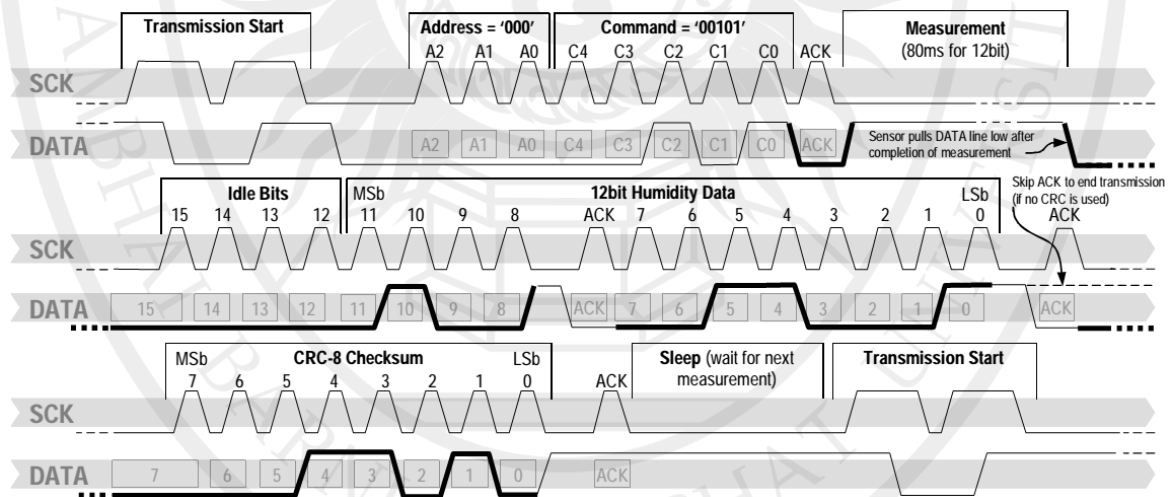 Transmission Start Address = ‘000’ Command = ‘00101’ Measurement
A2 A1 A0 C4 C3 C2 C1 C0 ACK (80ms for 12bit)
SCK
DATA A2 A1 A0 C4 C3 C2 C1 C0 ACK Sensor pulls DATA line low after
completion of measurement
Idle Bits MSb 12bit Humidity Data LSb Skip ACK to end transmission
(if no CRC is used)
15 14 13 12 11 10 9 8 ACK 7 6 5 4 3 2 1 0 ACK
SCK
DATA 15 14 13 12 11 10 9 8 ACK 7 6 5 4 3 2 1 0 ACK
MSb CRC-8 Checksum LSb Sleep (wait for next Transmission Start
7 6 5 4 3 2 1 0 ACK measurement)
SCK
DATA 7 6 5 4 3 2 1 0 ACK